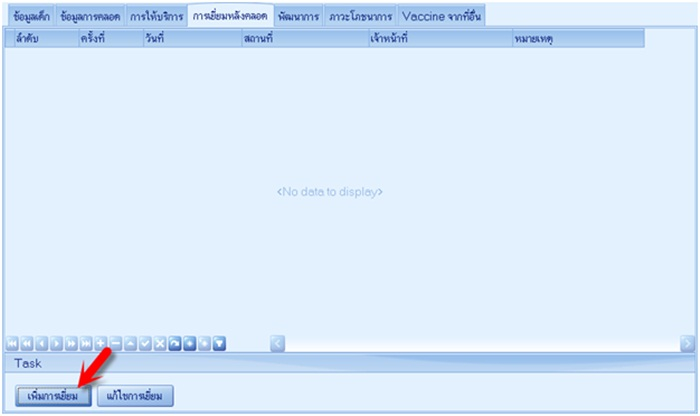 ข้อมูลเด็ก ข้อมูลการคลอด การให้บริการ การเยี่ยมหลังคลอด พัฒนาการ ภาวะโภชนาการ Vaccine จากที่อื่น
ลำดับ ครั้งที่ วันที่ สถานที่ เจ้าหน้าที่ หมายเหตุ
<No data to display>
Task
เพิ่มการเยี่ยม แก้ไขการเยี่ยม